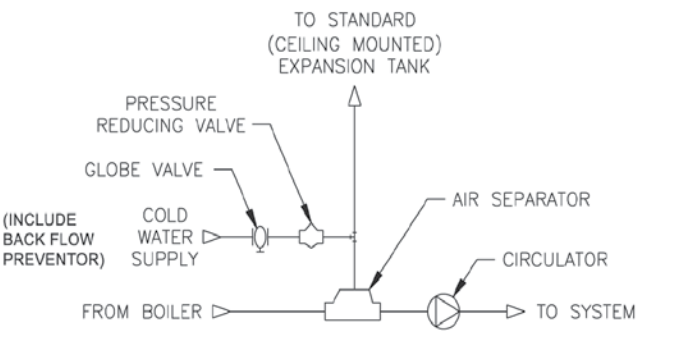 TO STANDARD
(CEILING MOUNTED)
EXPANSION TANK
PRESSURE
REDUCING VALVE
GLOBE VALVE
AIR SEPARATOR
(INCLUDE
BACK FLOW
PREVENTOR)
COLD
WATER
SUPPLY
CIRCULATOR
FROM BOILER
TO SYSTEM